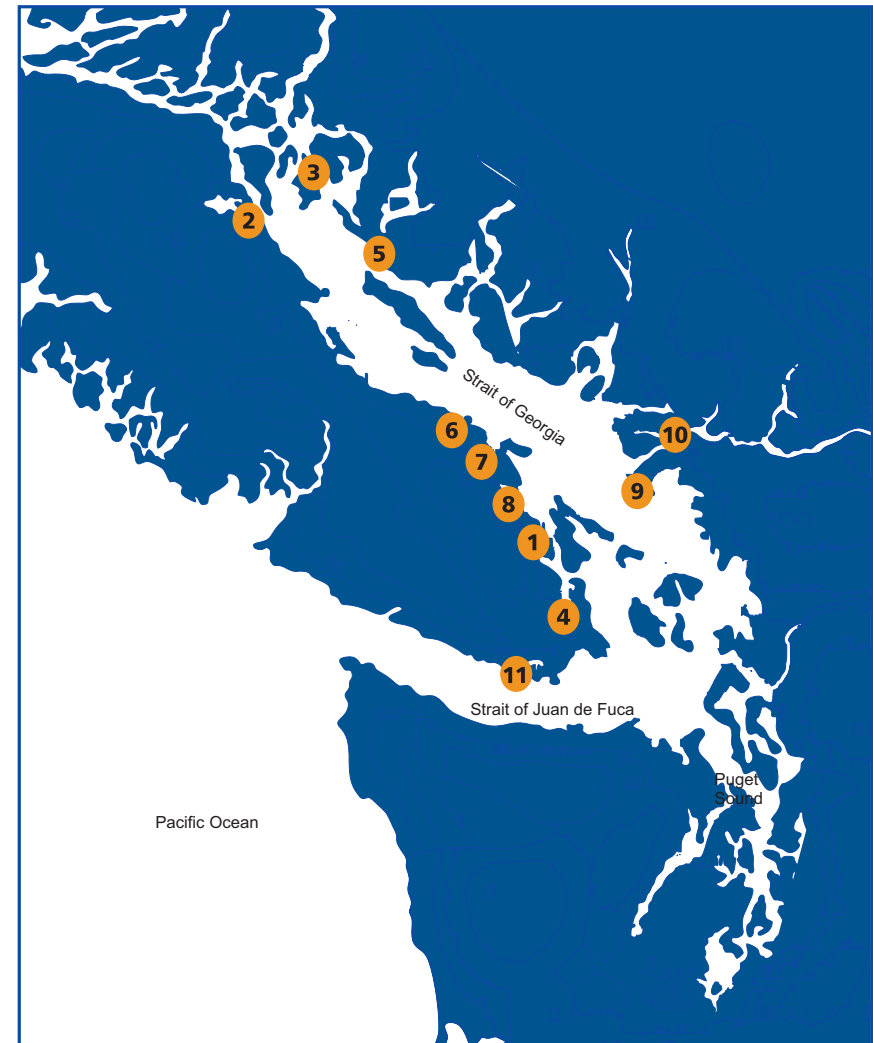 3
2
5
Strait of Georgia
6
10
7
9
8
1
4
11
Strait of Juan de Fuca
Puget
Sound
Pacific Ocean